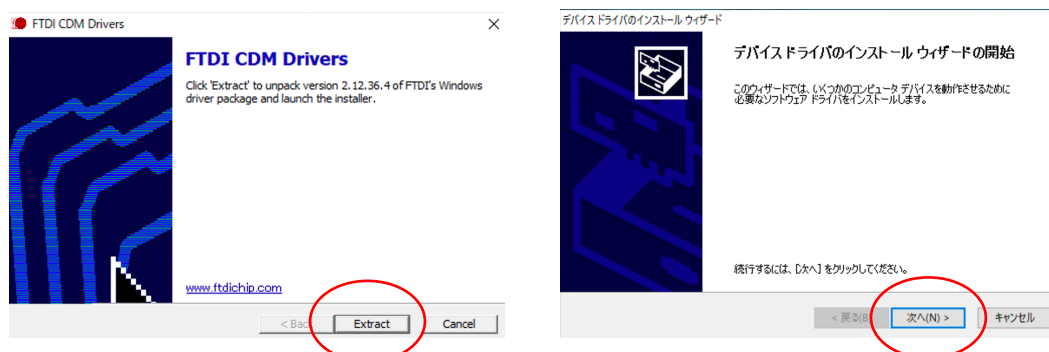 FTDI CDM Drivers
FTDI CDM Drivers
Click 'Extract' to unpack version 2.12.36.4 of FTDI's Windows
driver package and launch the installer.
www.ftdichip.com
< Bac
Extract
Cancel
デバイス ドライバのインストール ウィザード
デバイス ドライバのインストール ウィザードの開始
このウィザードでは、いくつかのコンピュータ デバイスを動作させるために
必要なソフトウェア ドライバをインストールします。
続行するには、[次へ] をクリックしてください。
< 戻る(B)
次へ(N) >
キャンセル